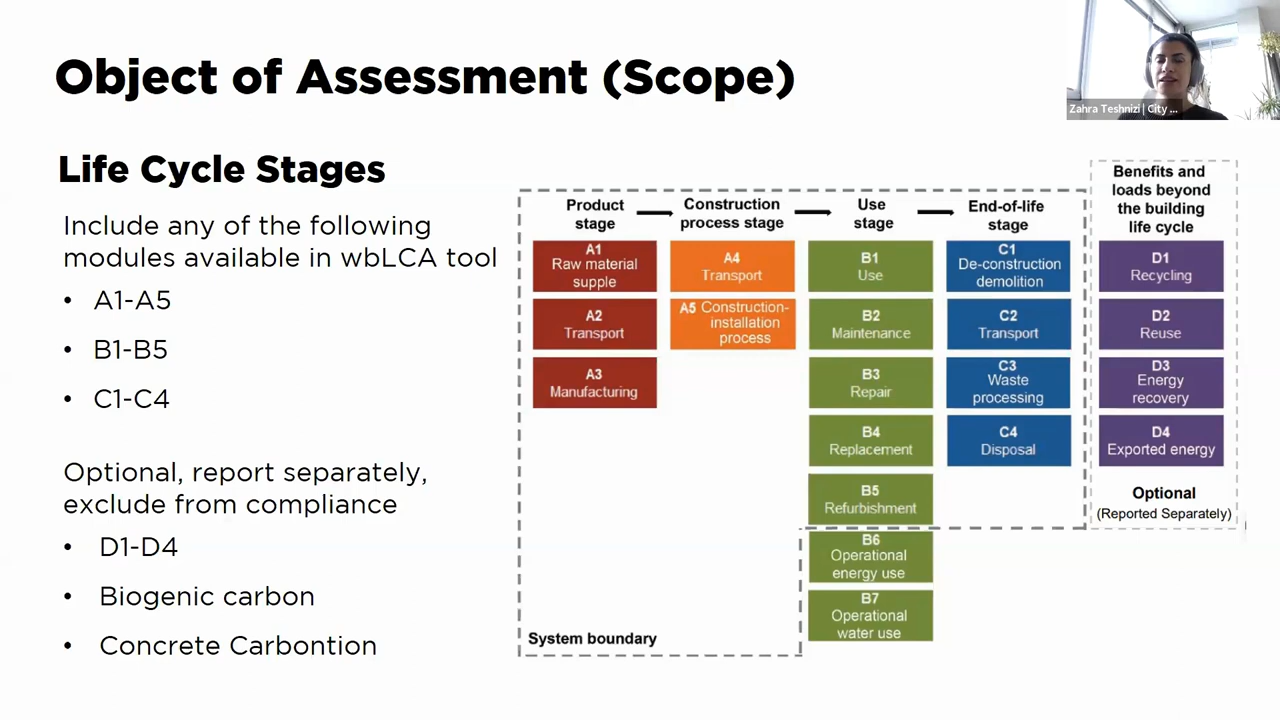 Object of Assessment (Scope)
Zahra Teshnizi | City ...
Life Cycle Stages
Include any of the following
modules available in wbLCA tool
• A1-A5
• B1-B5
• C1-C4
Optional, report separately,
exclude from compliance
• D1-D4
• Biogenic carbon
• Concrete Carbontion
Product
stage
Construction
process stage
Use
stage
End-of-life
stage
Benefits and
loads beyond
the building
life cycle
A1
Raw material
supple
A2
Transport
A3
Manufacturing
A4
Transport
A5 Construction-
installation
process
B1
Use
B2
Maintenance
B3
Repair
B4
Replacement
B5
Refurbishment
B6
Operational
energy use
B7
Operational
water use
C1
De-construction
demolition
C2
Transport
C3
Waste
processing
C4
Disposal
D1
Recycling
D2
Reuse
D3
Energy
recovery
D4
Exported energy
Optional
(Reported Separately)
System boundary